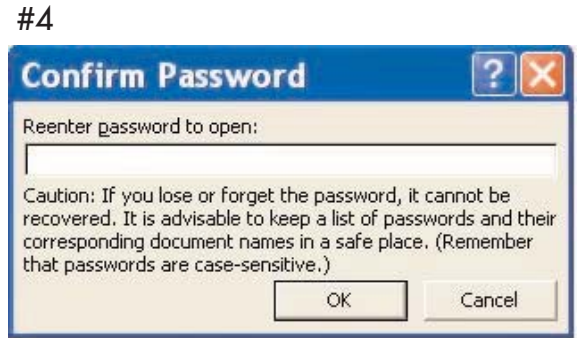 #4
Confirm Password
Reenter password to open:
Caution: If you lose or forget the password, it cannot be
recovered. It is advisable to keep a list of passwords and their
corresponding document names in a safe place. (Remember
that passwords are case-sensitive.)
OK Cancel